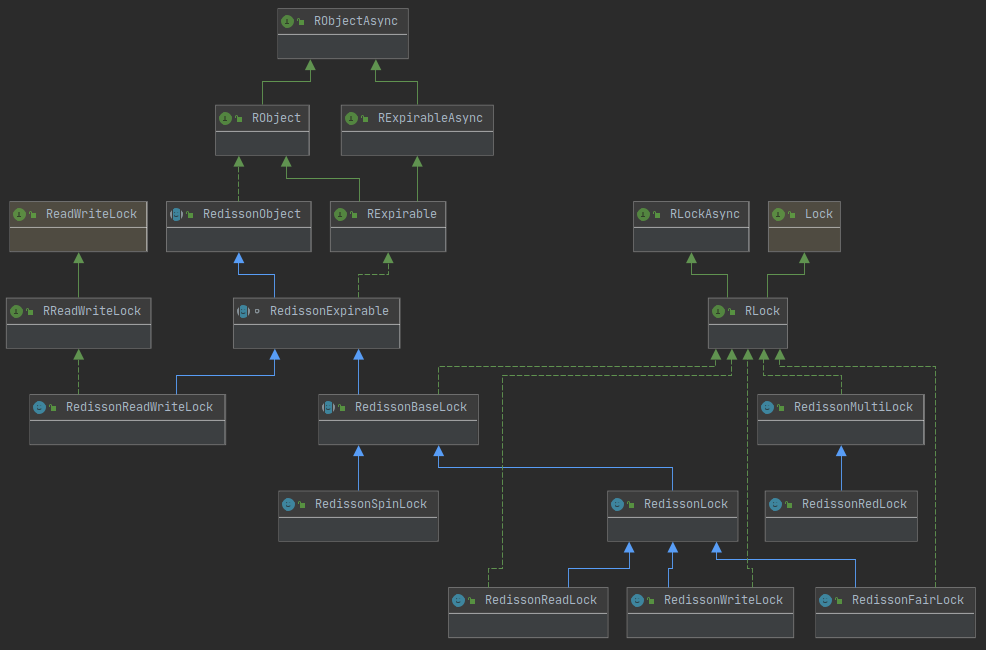 RObjectAsync
RObject
RExpirableAsync
ReadWriteLock
RedissonObject
RExpirable
RLockAsync
Lock
RReadWriteLock
RedissonExpirable
RLock
RedissonReadWriteLock
RedissonBaseLock
RedissonMultiLock
RedissonSpinLock
RedissonLock
RedissonRedLock
RedissonReadLock
RedissonWriteLock
RedissonFairLock